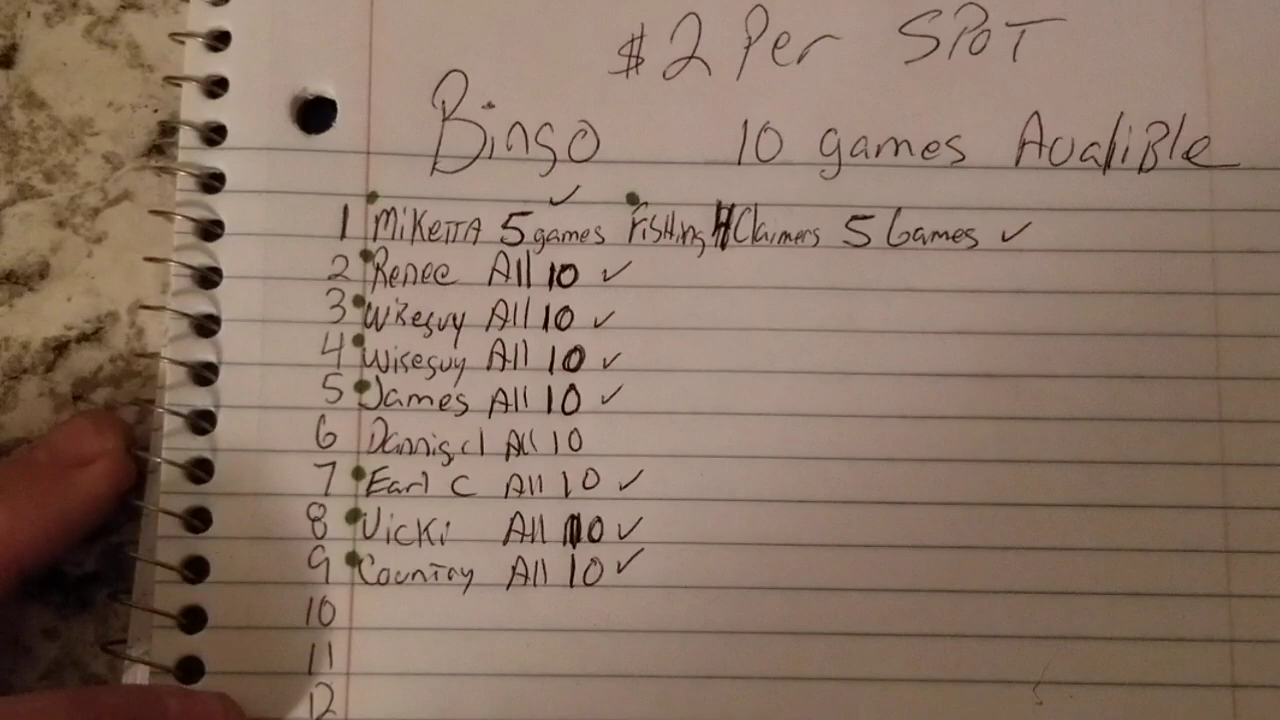 $2 Per SPOT
Bingo 10 games Avalible
1 MiKeTTA 5 games ✓ Fishing Claimers 5 Games ✓
2 Renee All 10 ✓
3 Wiseguy All 10 ✓
4 Wiseguy All 10 ✓
5 James All 10 ✓
6 All 10
7 Earl C All 10 ✓
8 Vicki All 10 ✓
9 Country All 10 ✓
10
11
12